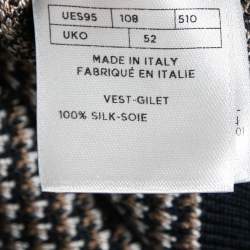 UES95 108 510
UKO 52
MADE IN ITALY
FABRIQUÉ EN ITALIE
VEST-GILET
100% SILK-SOIE